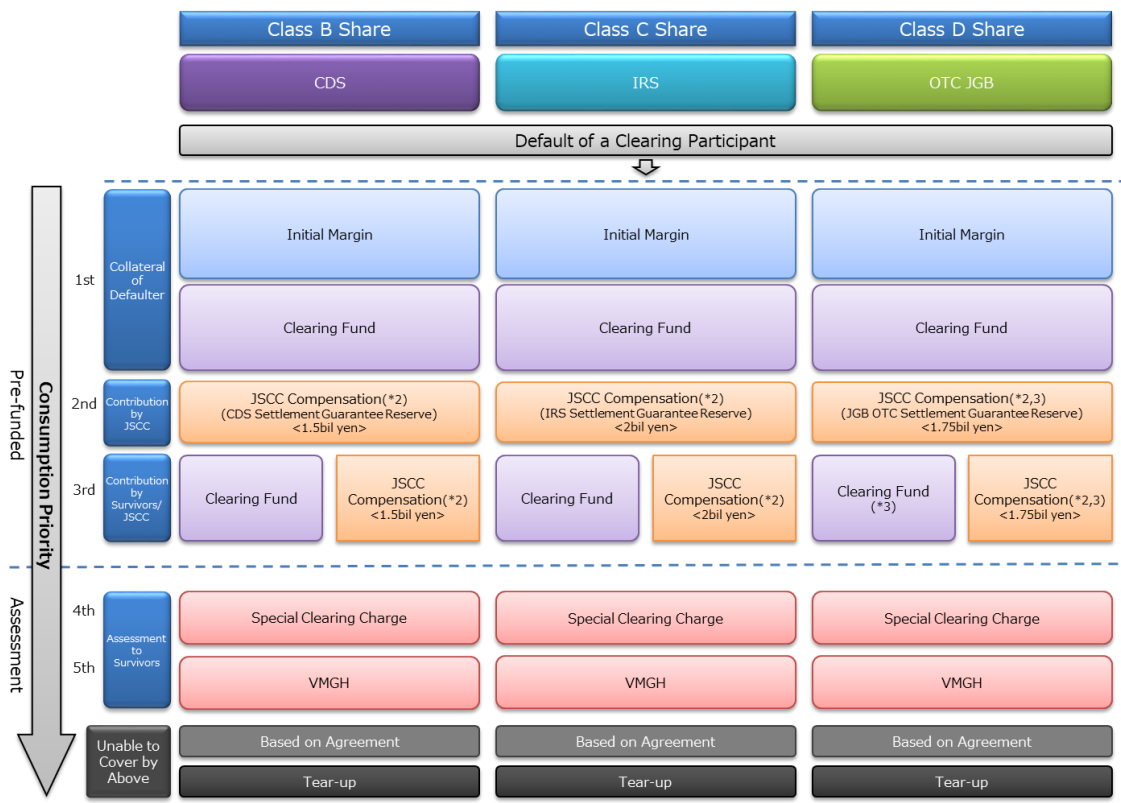 Class B Share
Class C Share
Class D Share
CDS
IRS
OTC JGB
Default of a Clearing Participant
Consumption Priority
Pre-funded
1st
Collateral
of
Defaulter
Initial Margin
Initial Margin
Initial Margin
Clearing Fund
Clearing Fund
Clearing Fund
2nd
Contribution
by
JSCC
JSCC Compensation(*2)
(CDS Settlement Guarantee Reserve)
<1.5bil yen>
JSCC Compensation(*2)
(IRS Settlement Guarantee Reserve)
<2bil yen>
JSCC Compensation(*2,3)
(JGB OTC Settlement Guarantee Reserve)
<1.75bil yen>
3rd
Contribution
by
Survivors/
JSCC
Clearing Fund
JSCC
Compensation(*2)
<1.5bil yen>
Clearing Fund
JSCC
Compensation(*2)
<2bil yen>
Clearing Fund
(*3)
JSCC
Compensation(*2,3)
<1.75bil yen>
Assessment
4th
5th
Assessment
to
Survivors
Special Clearing Charge
Special Clearing Charge
Special Clearing Charge
VMGH
VMGH
VMGH
Unable to
Cover by
Above
Based on Agreement
Based on Agreement
Based on Agreement
Tear-up
Tear-up
Tear-up